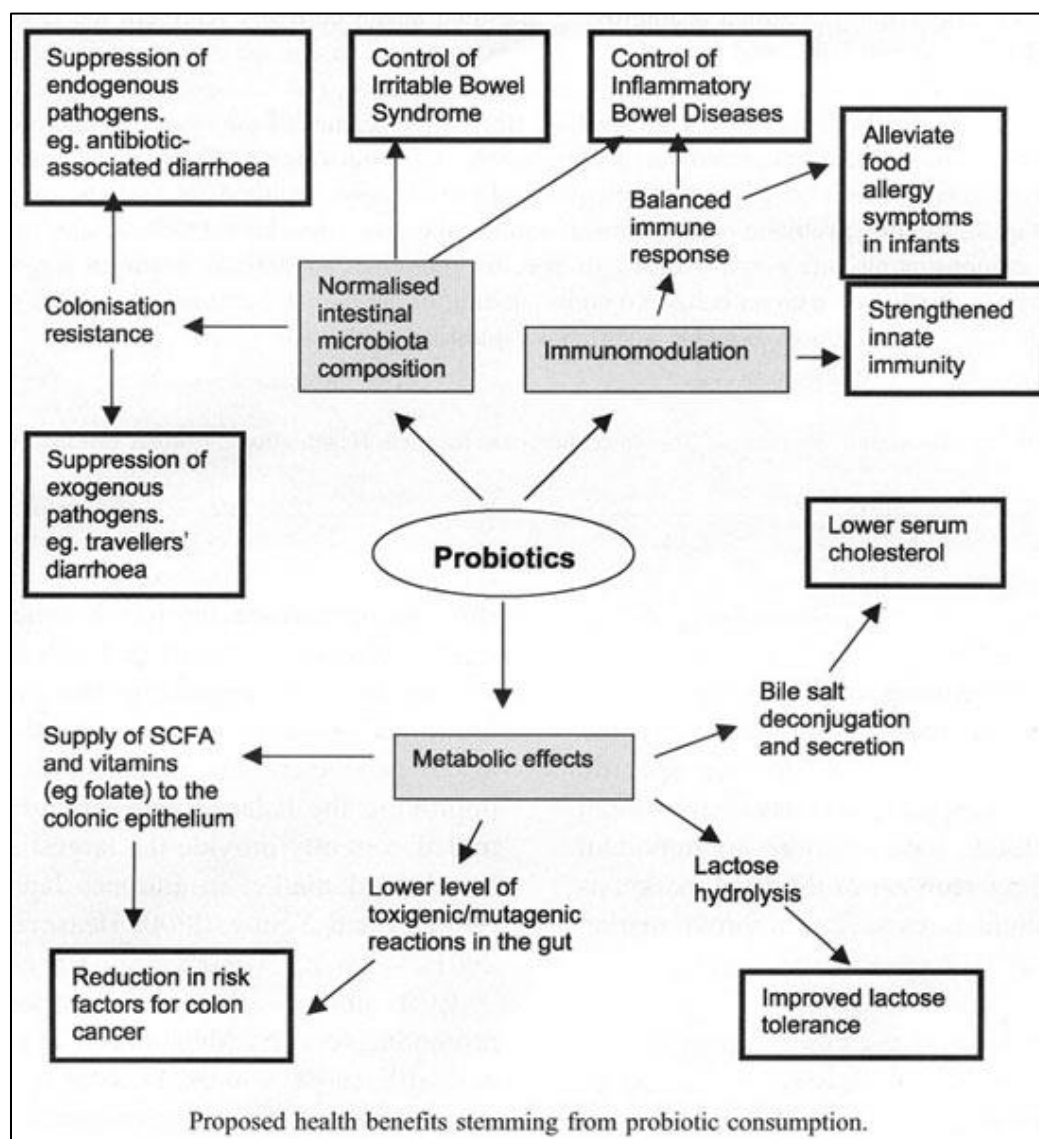 Suppression of
endogenous
pathogens.
eg. antibiotic-
associated diarrhoea
Control of
Irritable Bowel
Syndrome
Control of
Inflammatory
Bowel Diseases
Alleviate
food
allergy
symptoms
in infants
Balanced
immune
response
Colonisation
resistance
Normalised
intestinal
microbiota
composition
Immunomodulation
Strengthened
innate
immunity
Suppression of
exogenous
pathogens.
eg. travellers'
diarrhoea
Probiotics
Lower serum
cholesterol
Bile salt
deconjugation
and secretion
Supply of SCFA
and vitamins
(eg folate) to the
colonic epithelium
Metabolic effects
Lower level of
toxigenic/mutagenic
reactions in the gut
Lactose
hydrolysis
Reduction in risk
factors for colon
cancer
Improved lactose
tolerance
Proposed health benefits stemming from probiotic consumption.